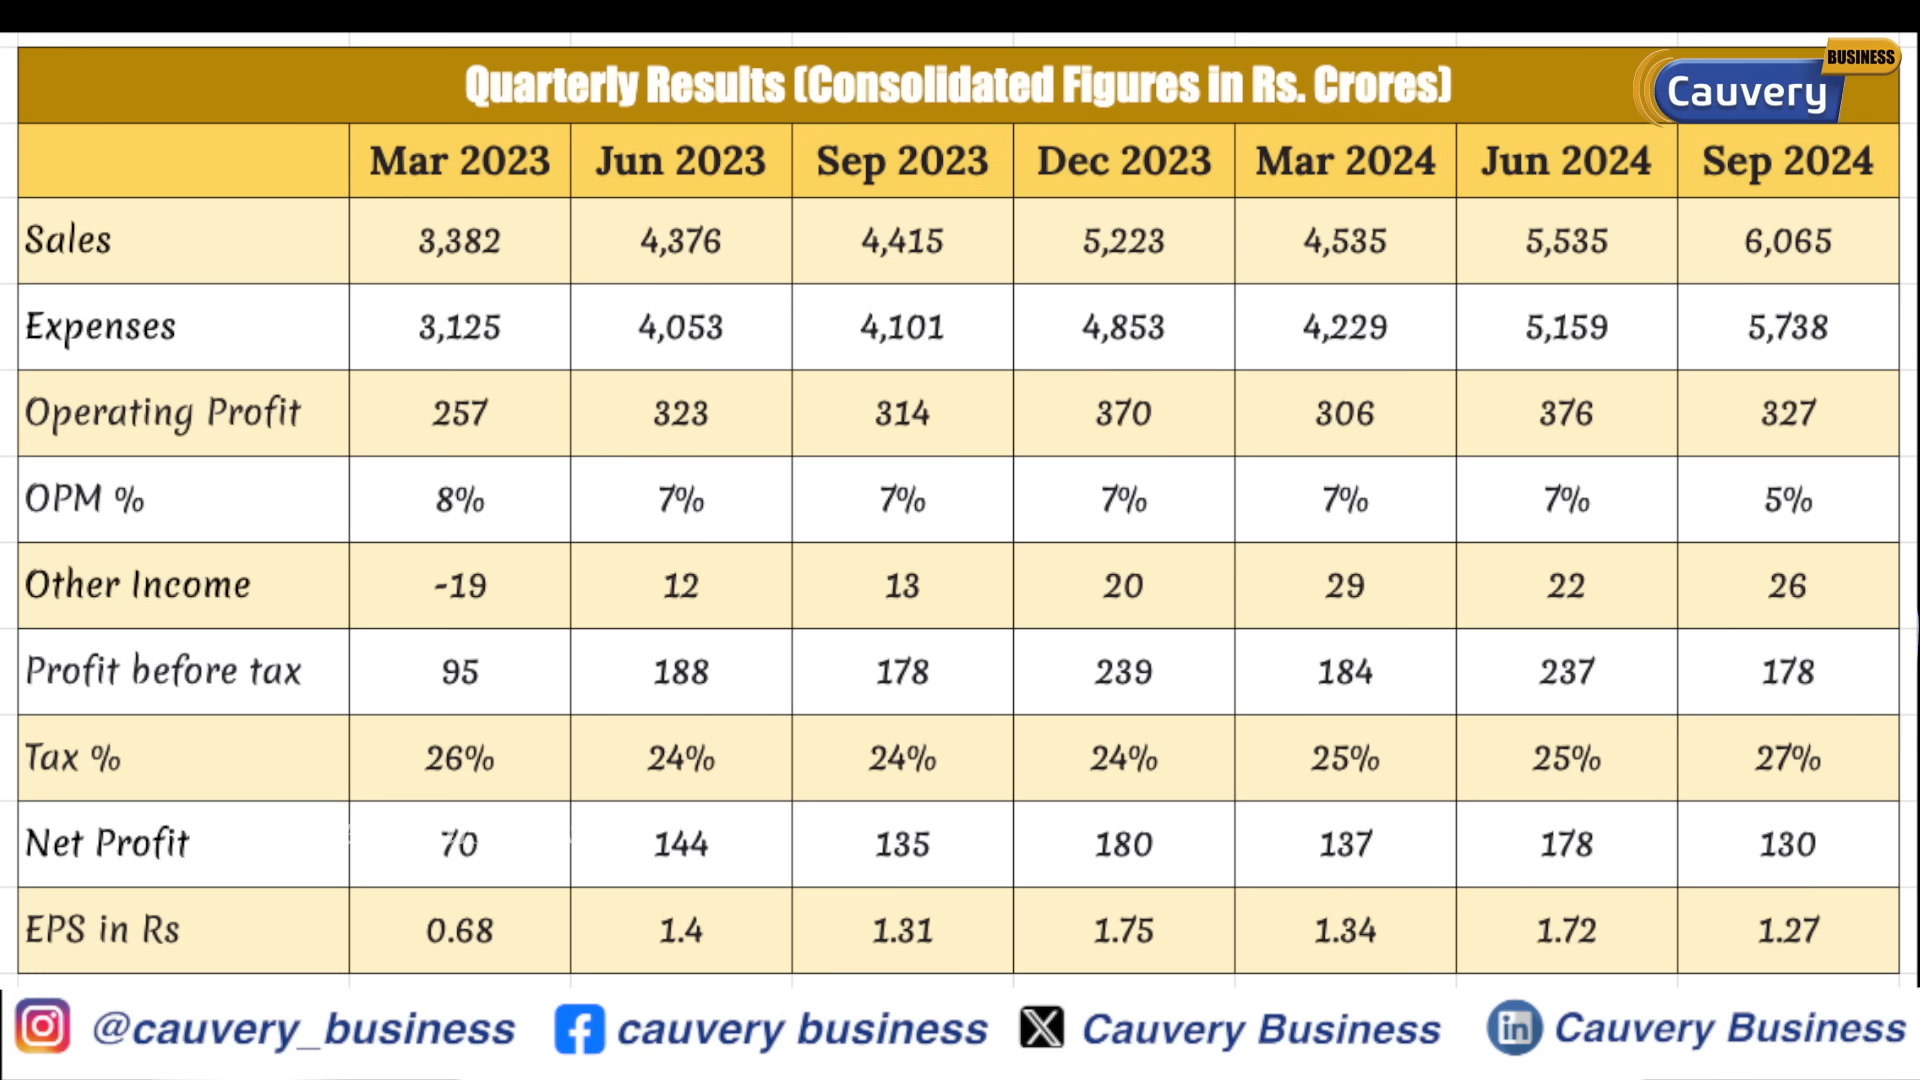 Quarterly Results (Consolidated Figures in Rs. Crores)
Cauvery BUSINESS
Mar 2023 Jun 2023 Sep 2023 Dec 2023 Mar 2024 Jun 2024 Sep 2024
Sales 3,382 4,376 4,415 5,223 4,535 5,535 6,065
Expenses 3,125 4,053 4,101 4,853 4,229 5,159 5,738
Operating Profit 257 323 314 370 306 376 327
OPM % 8% 7% 7% 7% 7% 7% 5%
Other Income -19 12 13 20 29 22 26
Profit before tax 95 188 178 239 184 237 178
Tax % 26% 24% 24% 24% 25% 25% 27%
Net Profit 70 144 135 180 137 178 130
EPS in Rs 0.68 1.4 1.31 1.75 1.34 1.72 1.27
@cauvery_business cauvery business Cauvery Business Cauvery Business